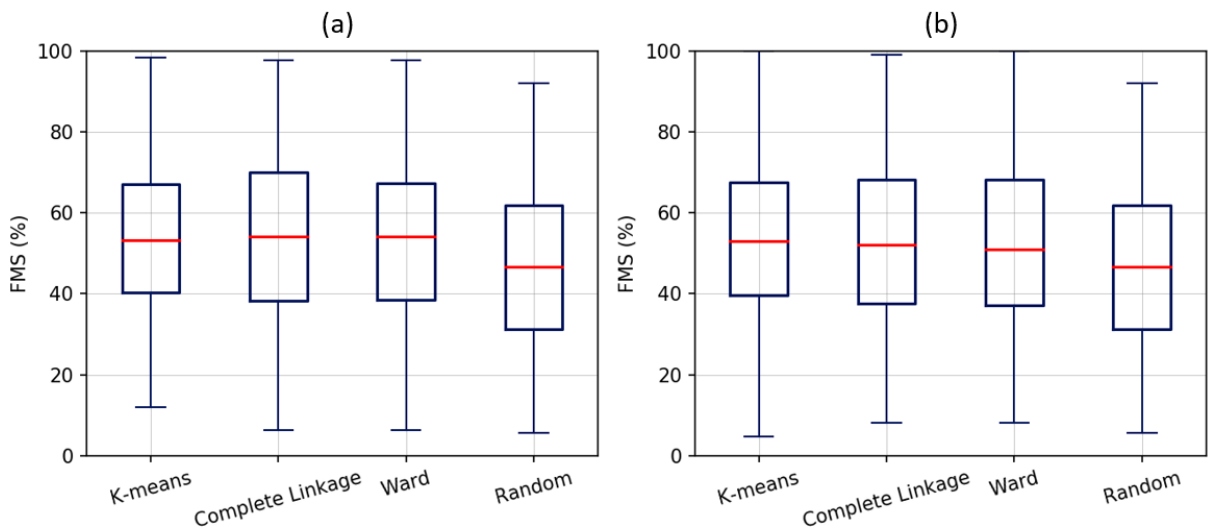 (a)
FMS (%)
100
80
60
40
20
0
K-means
Complete Linkage
Ward
Random
(b)
FMS (%)
100
80
60
40
20
0
K-means
Complete Linkage
Ward
Random